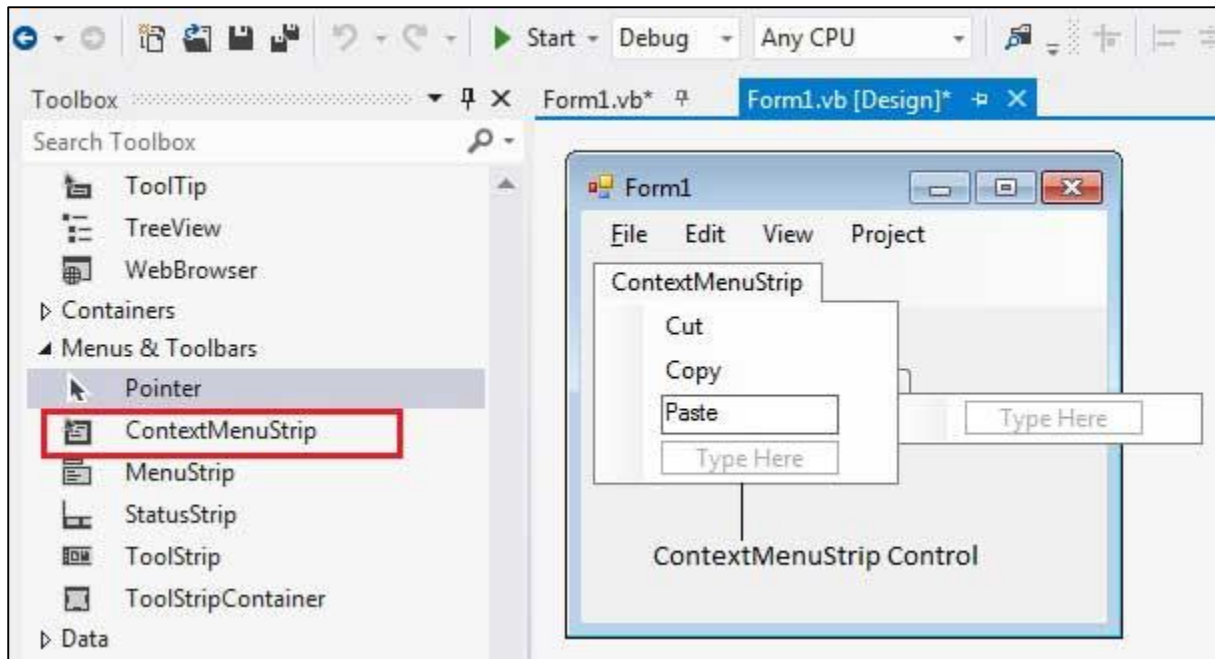 Start
Debug
Any CPU
Toolbox
Form1.vb*
Form1.vb [Design]*
Search Toolbox
ToolTip
TreeView
WebBrowser
Containers
Menus & Toolbars
Pointer
ContextMenuStrip
MenuStrip
StatusStrip
ToolStrip
ToolStripContainer
Data
Form1
File Edit View Project
ContextMenuStrip
Cut
Copy
Paste
Type Here
Type Here
ContextMenuStrip Control